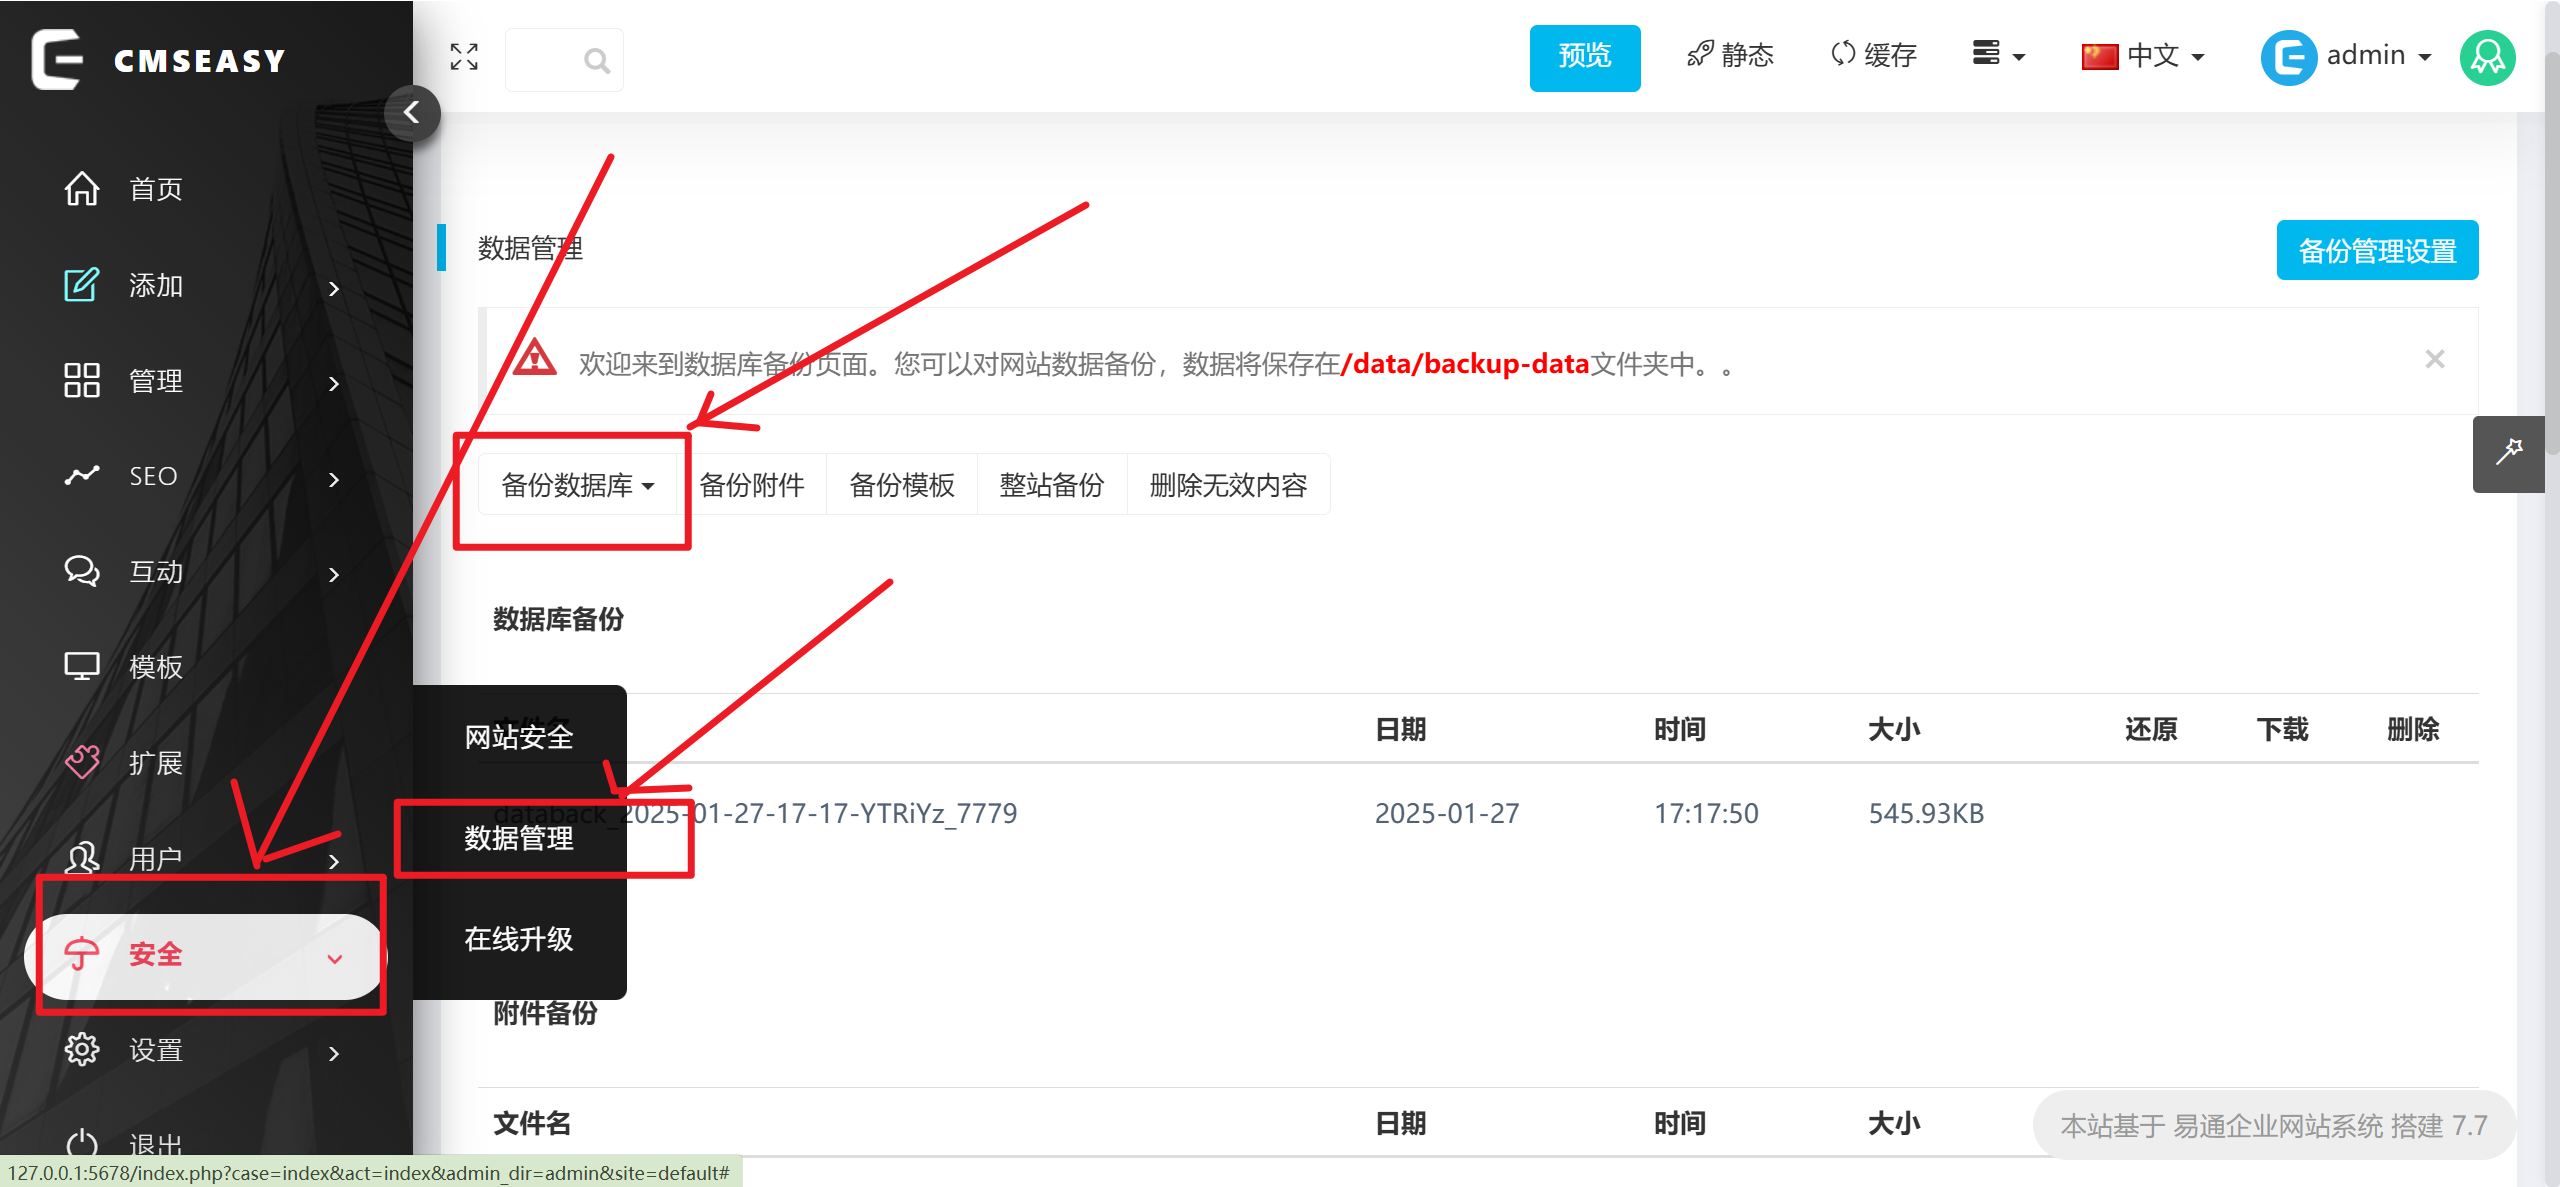 CMSEASY
预览
静态
缓存
中文
admin
首页
添加
管理
SEO
互动
模板
扩展
用户
安全
设置
退出
数据管理
备份管理设置
欢迎来到数据库备份页面。您可以对网站数据备份，数据将保存在/data/backup-data文件夹中。。
备份数据库 备份附件 备份模板 整站备份 删除无效内容
数据库备份
文件名 日期 时间 大小 还原 下载 删除
databack_2025-01-27-17-17-YTRiYz_7779 2025-01-27 17:17:50 545.93KB
网站安全
数据管理
在线升级
附件备份
文件名 日期 时间 大小
本站基于 易通企业网站系统 搭建 7.7
127.0.0.1:5678/index.php?case=index&act=index&admin_dir=admin&site=default#